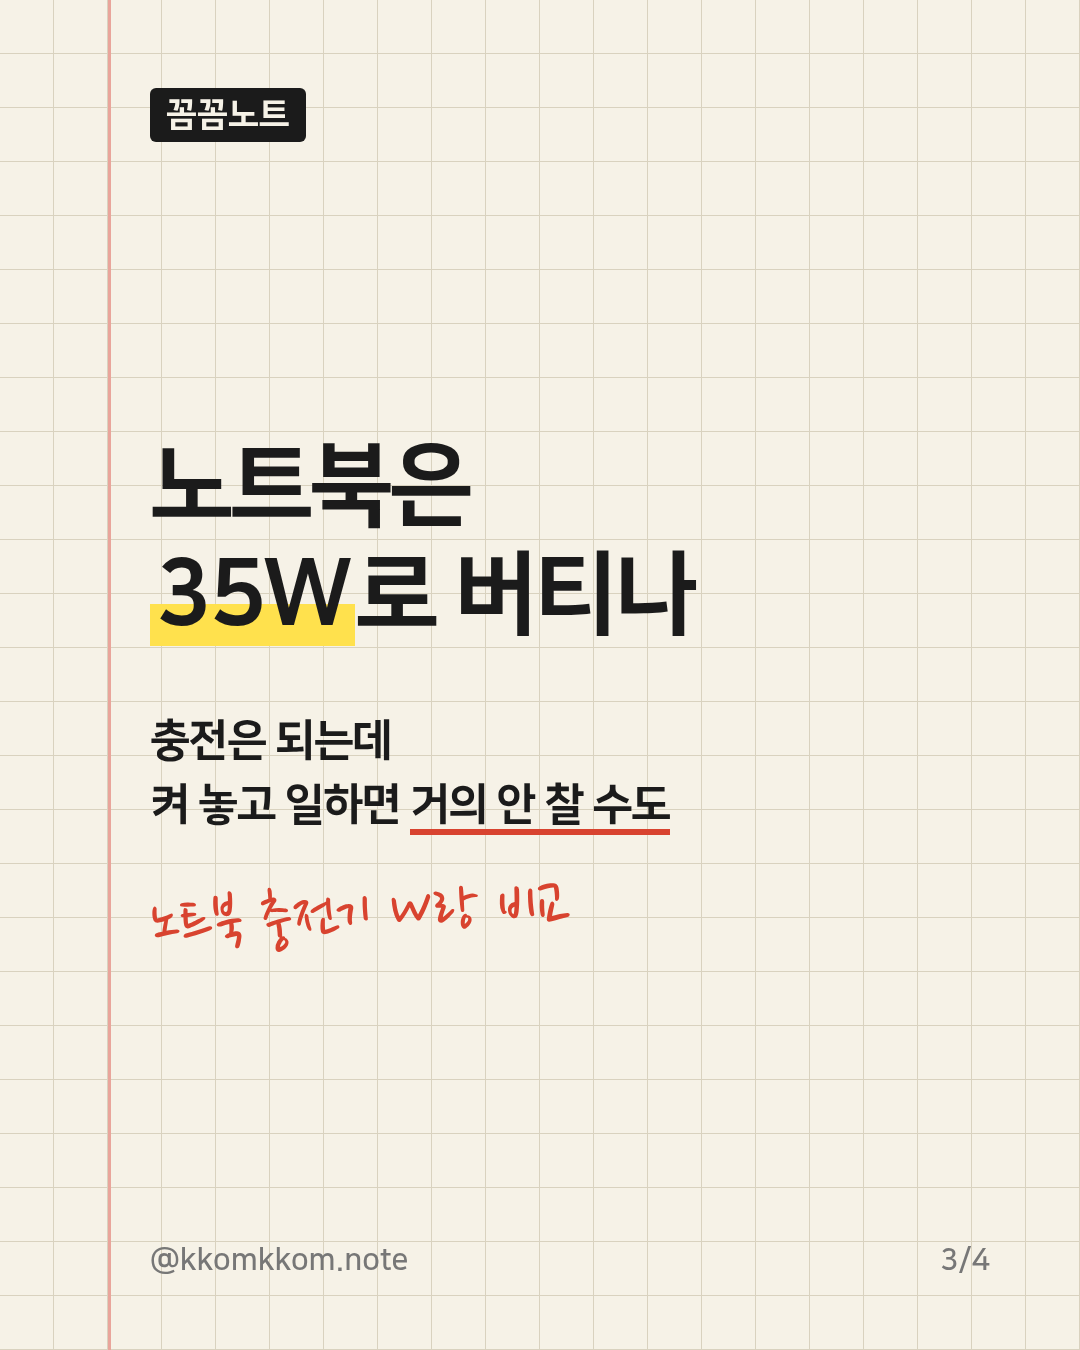 꼼꼼노트
노트북은
35W로 버티나
충전은 되는데
켜 놓고 일하면 거의 안 찰 수도
노트북 충전기 W랑 비교
@kkomkkom.note
3/4